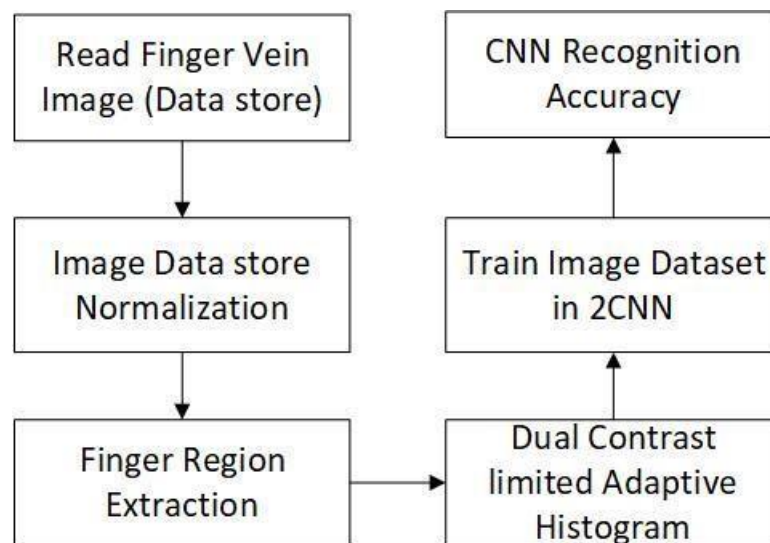 Read Finger Vein
Image (Data store)
Image Data store
Normalization
Finger Region
Extraction
Dual Contrast
limited Adaptive
Histogram
Train Image Dataset
in 2CNN
CNN Recognition
Accuracy